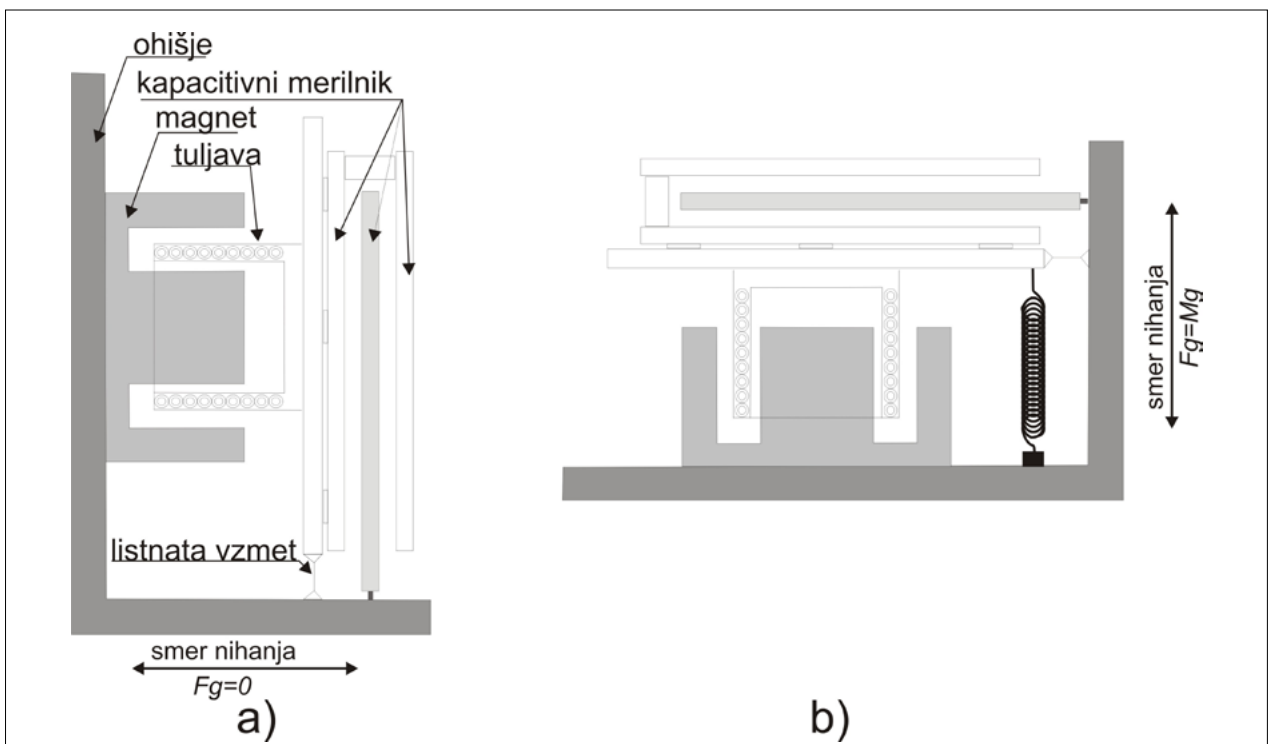 ohišje
kapacitivni merilnik
magnet
tuljava
listnata vzmet
smer nihanja
Fg=0
a)
smer nihanja
Fg=Mg
b)